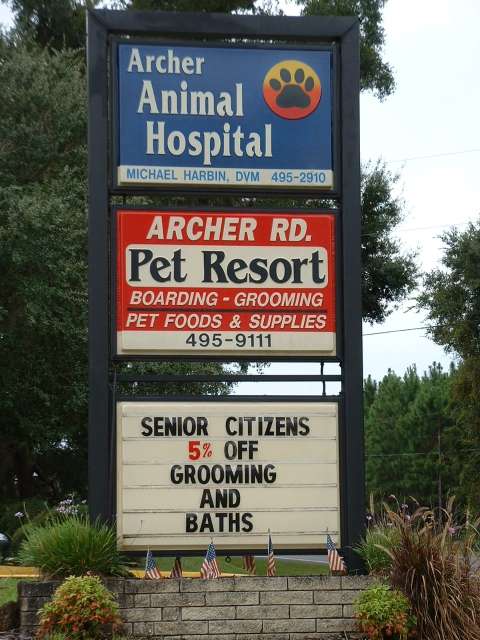 Archer
Animal
Hospital
MICHAEL HARBIN, DVM 495-2910
ARCHER RD.
Pet Resort
BOARDING - GROOMING
PET FOODS & SUPPLIES
495-9111
SENIOR CITIZENS
5% OFF
GROOMING
AND
BATHS